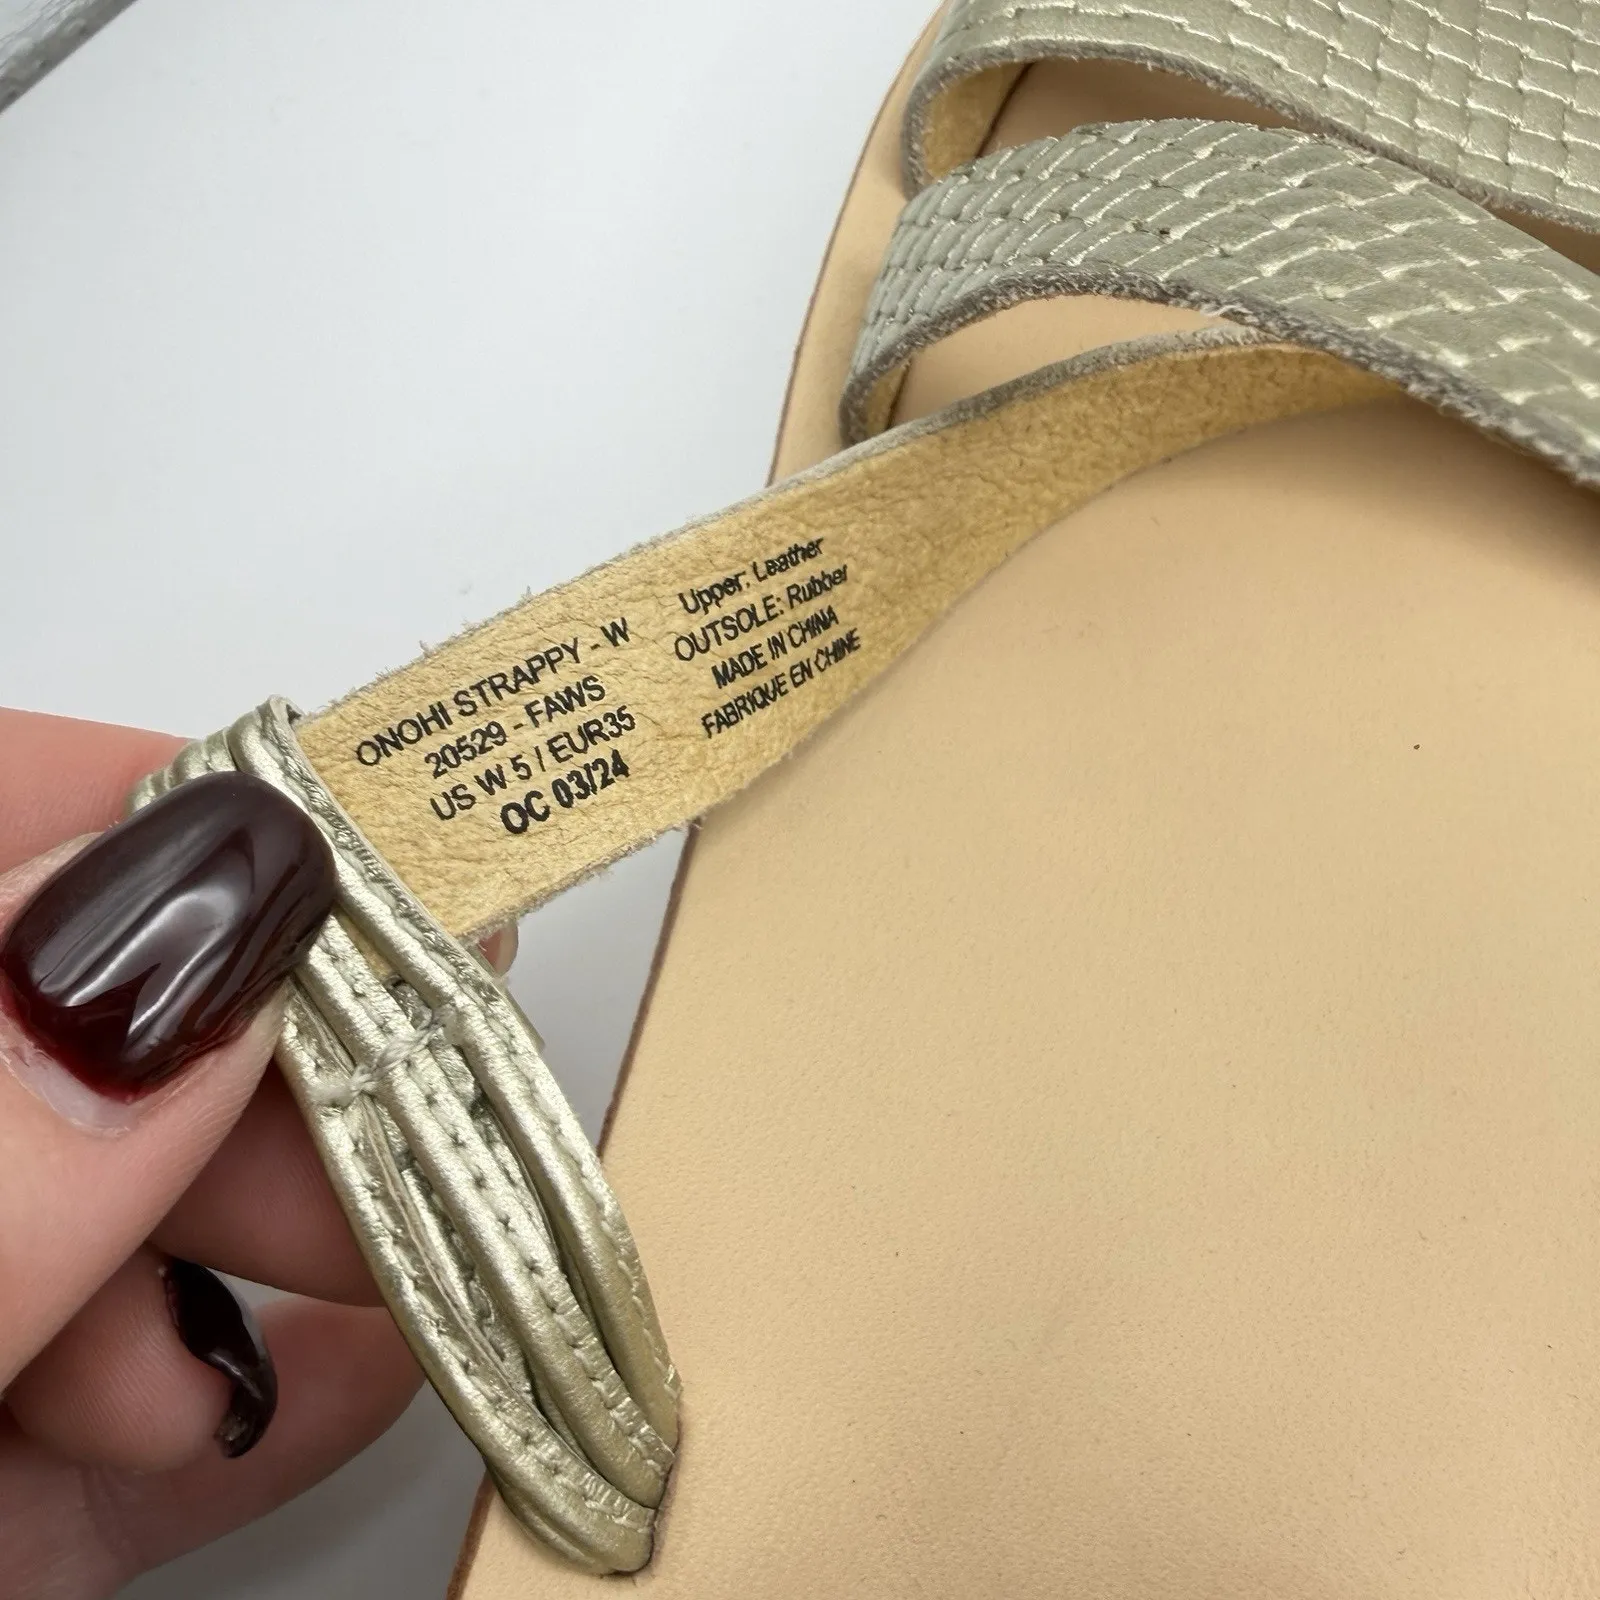 ONOHI STRAPPY - W
20529 - FAWS
US W 5 / EUR35
OC 03/24
Upper: Leather
OUTSOLE: Rubber
MADE IN CHINA
FABRIQUE EN CHINE